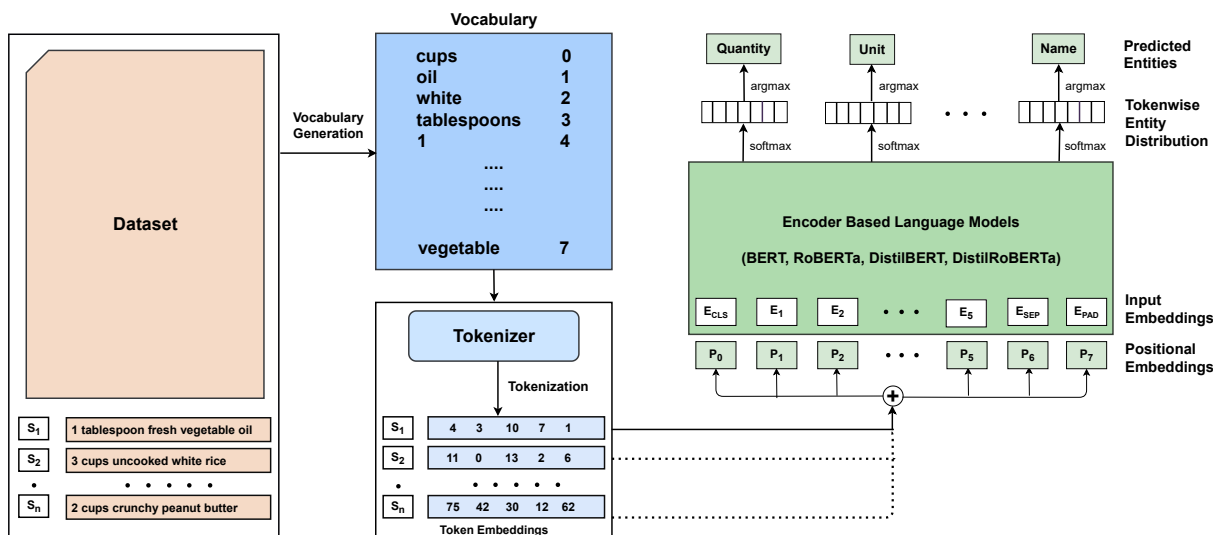 Dataset
S1 1 tablespoon fresh vegetable oil
S2 3 cups uncooked white rice
. . . . . .
Sn 2 cups crunchy peanut butter
Vocabulary
Generation
Vocabulary
cups 0
oil 1
white 2
tablespoons 3
1 4
....
....
....
vegetable 7
Tokenizer
Tokenization
S1 4 3 10 7 1
S2 11 0 13 2 6
. . . . . .
Sn 75 42 30 12 62
Token Embeddings
Quantity Unit Name
Predicted
Entities
argmax argmax argmax
Tokenwise
Entity
Distribution
. . .
softmax softmax softmax
Encoder Based Language Models
(BERT, RoBERTa, DistilBERT, DistilRoBERTa)
ECLS E1 E2 . . . E5 ESEP EPAD
Input
Embeddings
P0 P1 P2 . . . P5 P6 P7
Positional
Embeddings
+